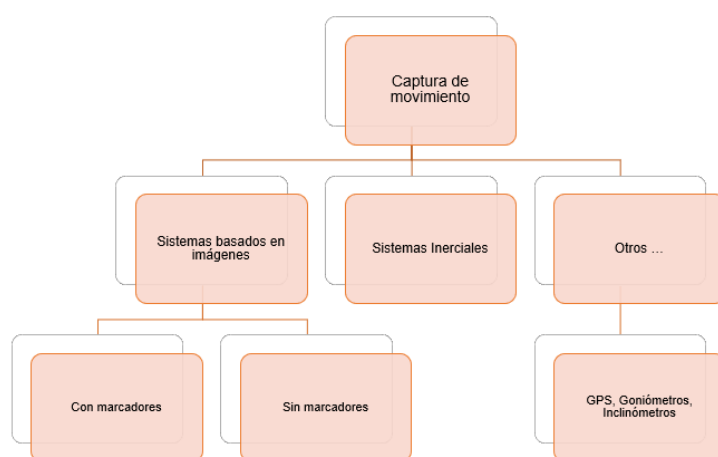 Captura de
movimiento
Sistemas basados en
imágenes
Sistemas Inerciales
Otros ...
Con marcadores
Sin marcadores
GPS, Goniómetros,
Inclinómetros